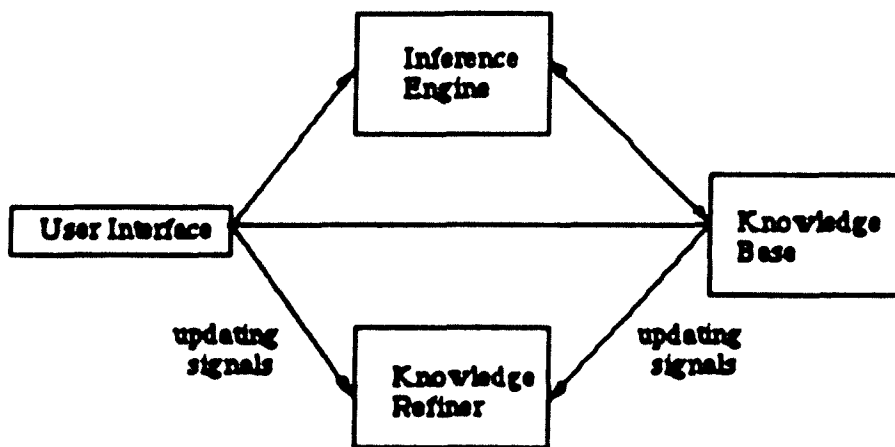 Inference
Engine
User Interface
Knowledge
Base
updating
signals
updating
signals
Knowledge
Refiner